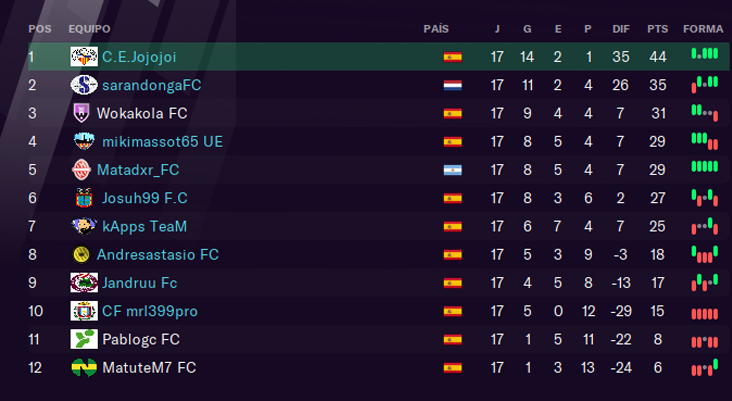 POS EQUIPO PAÍS J G E P DIF PTS FORMA
1 C.E.Jojojoi 17 14 2 1 35 44
2 sarandongaFC 17 11 2 4 26 35
3 Wokakola FC 17 9 4 4 7 31
4 mikimassot65 UE 17 8 5 4 7 29
5 Matadxr_FC 17 8 5 4 7 29
6 Josuh99 F.C 17 8 3 6 2 27
7 kApps TeaM 17 6 7 4 7 25
8 Andresastasio FC 17 5 3 9 -3 18
9 Jandruu Fc 17 4 5 8 -13 17
10 CF mrl399pro 17 5 0 12 -29 15
11 Pablogc FC 17 1 5 11 -22 8
12 MatuteM7 FC 17 1 3 13 -24 6